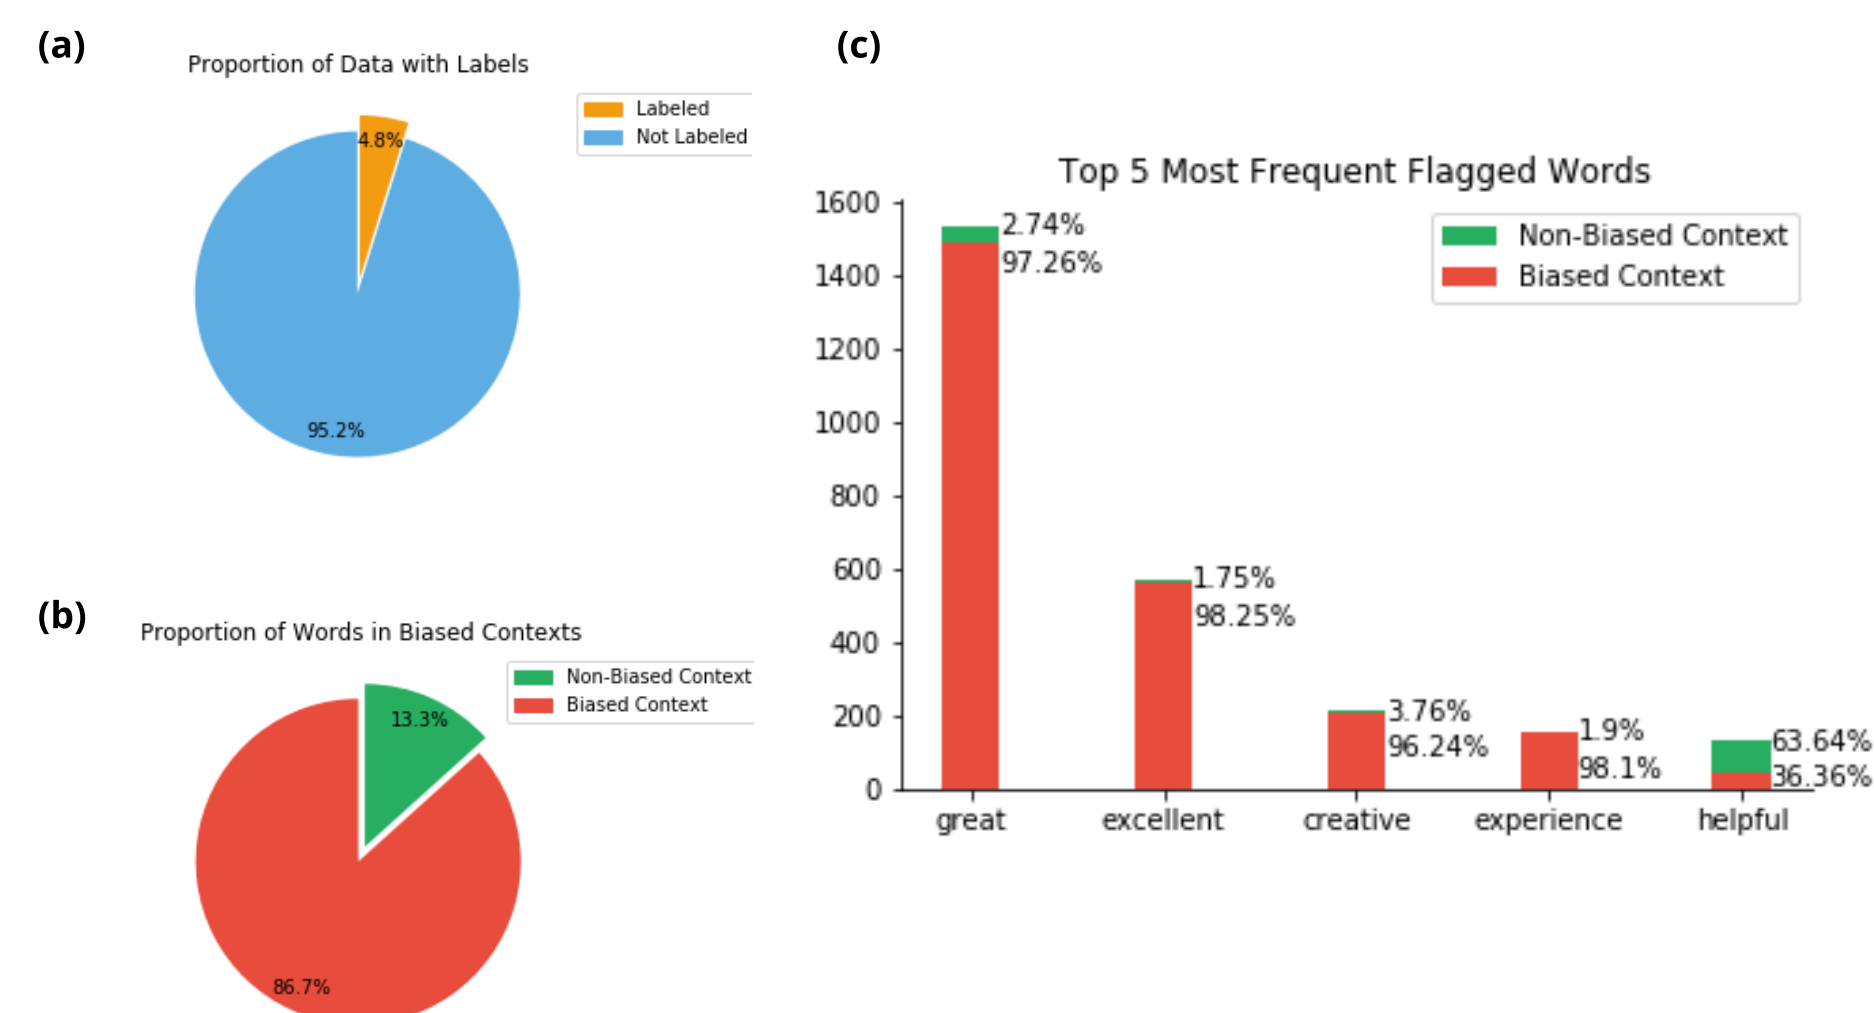 (a)
Proportion of Data with Labels
Labeled
Not Labeled
4.8%
95.2%
(b)
Proportion of Words in Biased Contexts
Non-Biased Context
Biased Context
13.3%
86.7%
(c)
Top 5 Most Frequent Flagged Words
Non-Biased Context
Biased Context
1600
1400
1200
1000
800
600
400
200
0
2.74%
97.26%
1.75%
98.25%
3.76%
96.24%
1.9%
98.1%
63.64%
36.36%
great excellent creative experience helpful